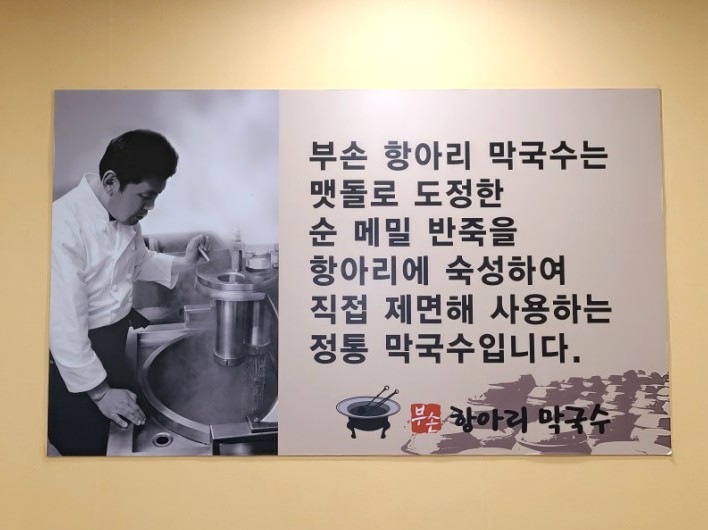 부손 항아리 막국수는
맷돌로 도정한
순 메밀 반죽을
항아리에 숙성하여
직접 제면해 사용하는
정통 막국수입니다.
부손 항아리 막국수